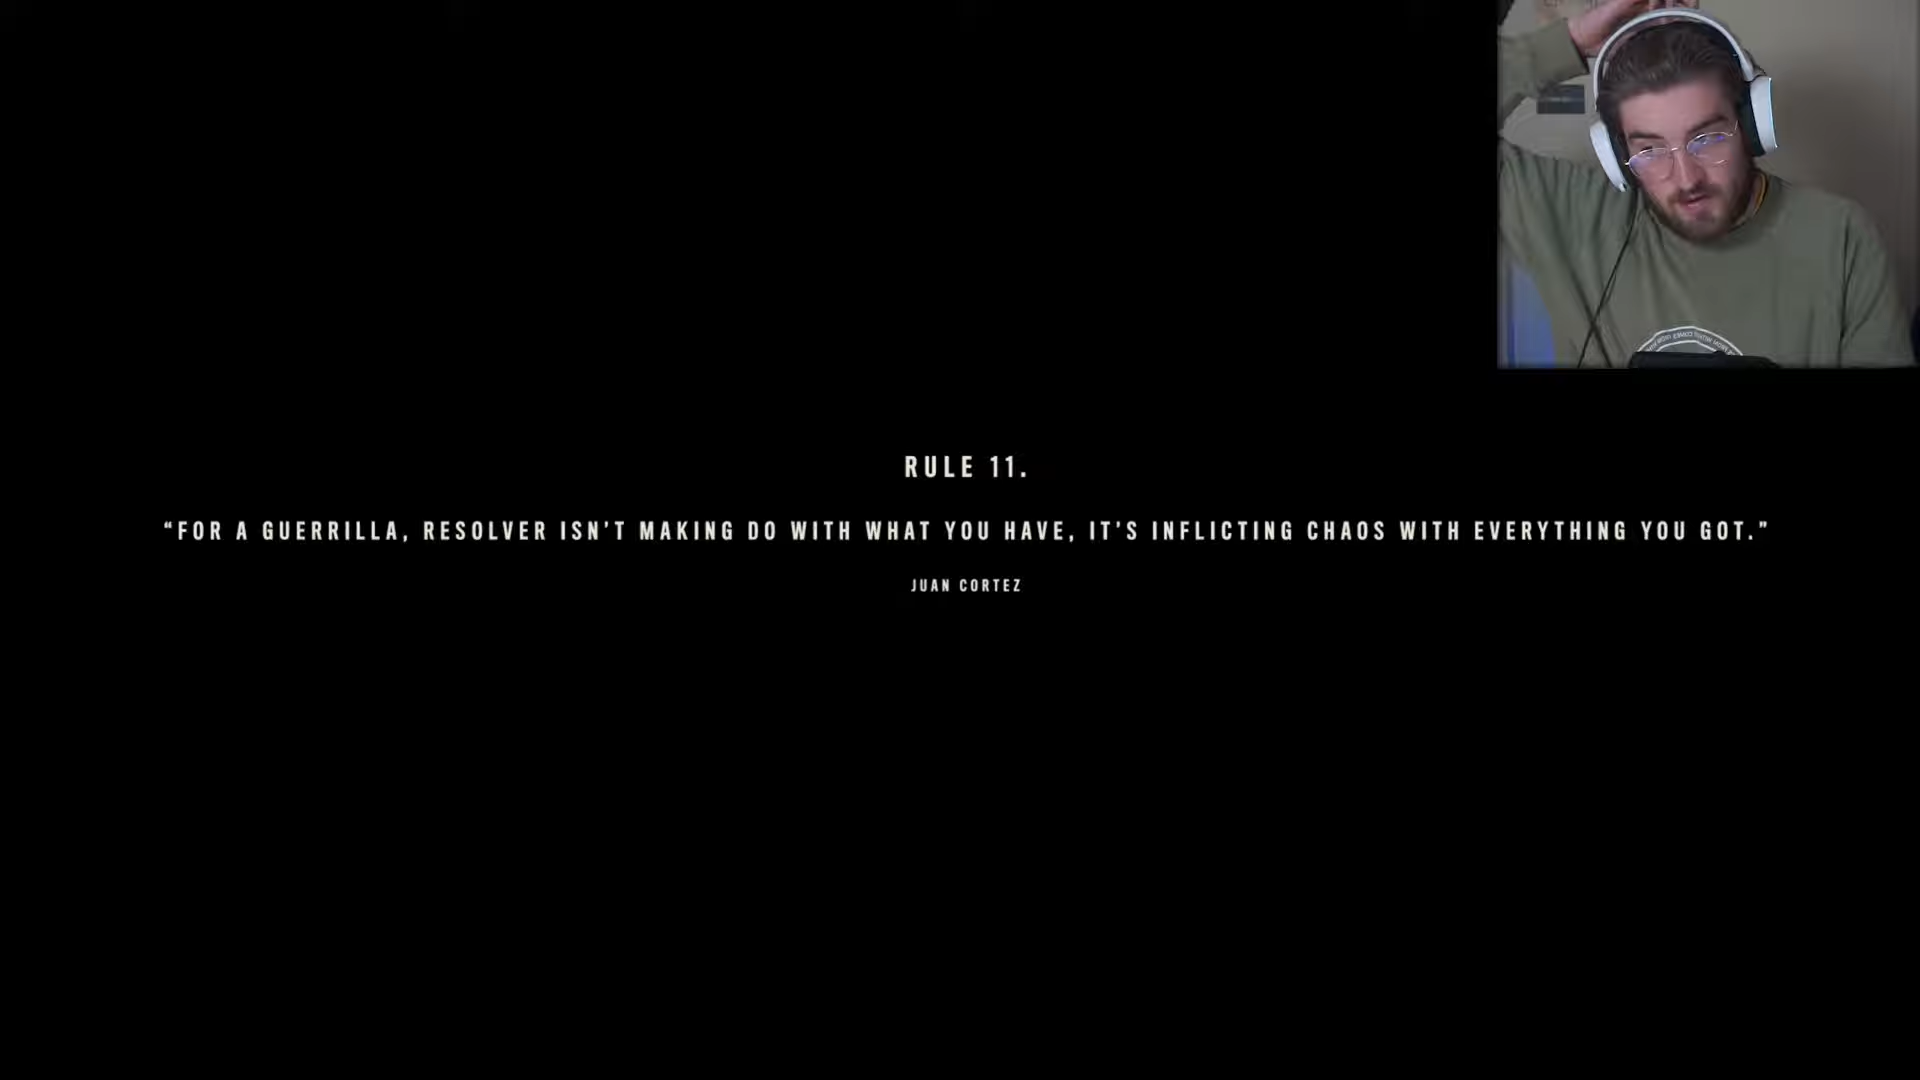 RULE 11.
“FOR A GUERRILLA, RESOLVER ISN’T MAKING DO WITH WHAT YOU HAVE, IT’S INFLICTING CHAOS WITH EVERYTHING YOU GOT.”
JUAN CORTEZ